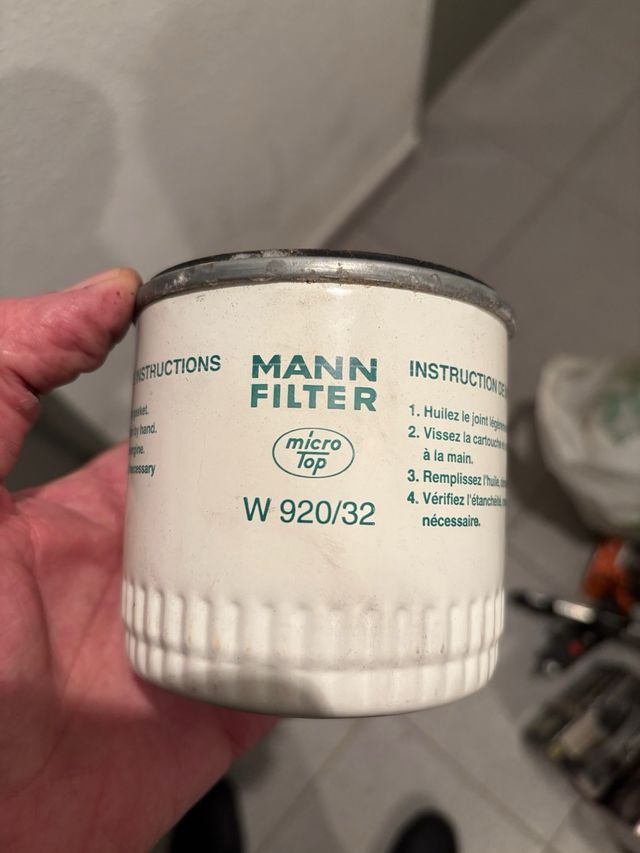 INSTRUCTIONS
by hand.
necessary
MANN
FILTER
micro
Top
W 920/32
INSTRUCTION
1. Huilez le joint
2. Vissez la cartouche
à la main.
3. Remplissez l'huile,
4. Vérifiez l'étanchéité,
nécessaire.